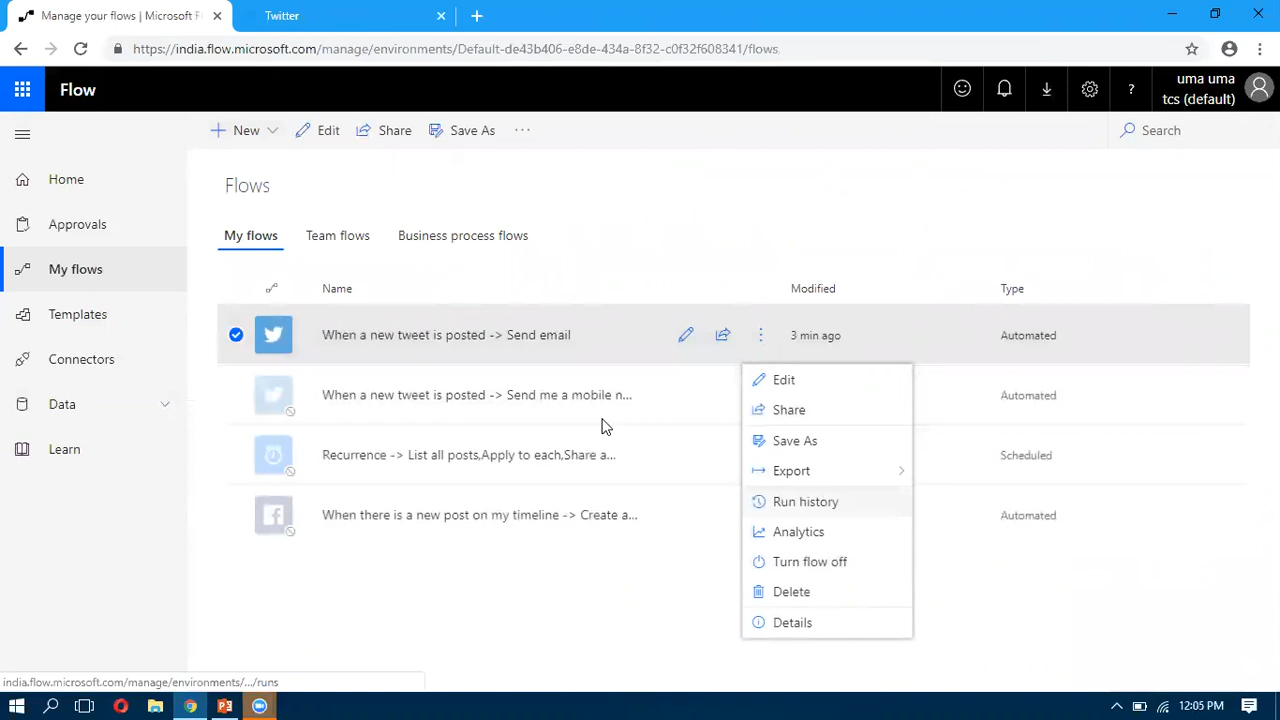 Manage your flows | Microsoft F
Twitter
https://india.flow.microsoft.com/manage/environments/Default-de43b406-e8de-434a-8f32-c0f32f608341/flows
Flow
uma uma
tcs (default)
New
Edit
Share
Save As
Search
Home
Approvals
My flows
Templates
Connectors
Data
Learn
Flows
My flows
Team flows
Business process flows
Name
Modified
Type
When a new tweet is posted -> Send email
3 min ago
Automated
When a new tweet is posted -> Send me a mobile n...
Automated
Recurrence -> List all posts,Apply to each,Share a...
Scheduled
When there is a new post on my timeline -> Create a...
Automated
Edit
Share
Save As
Export
Run history
Analytics
Turn flow off
Delete
Details
india.flow.microsoft.com/manage/environments/.../runs
12:05 PM